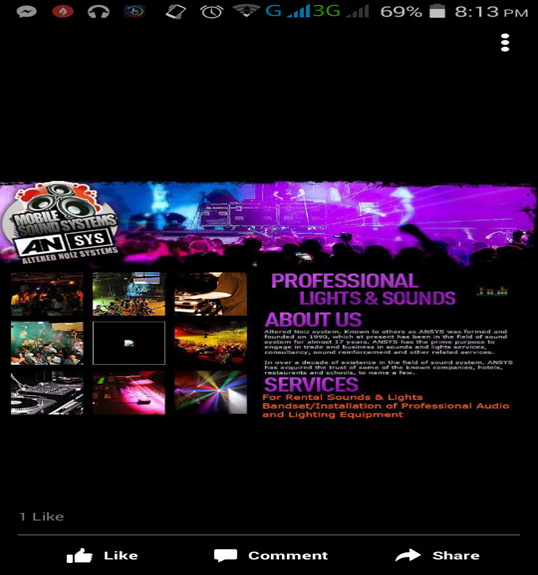 G 3G 69% 8:13 PM
MOBILE
SOUND SYSTEMS
AN SYS
ALTERED NOIZ SYSTEMS
PROFESSIONAL
LIGHTS & SOUNDS
ABOUT US
Altered Noiz system, Known to others as ANSYS was formed and
founded on 1990, which at present has been in the field of sound
system for almost 17 years. ANSYS has the prime purpose to
engage in trade and business in sounds and lights services,
consultancy, sound reinforcement and other related services.
In over a decade of existence in the field of sound system, ANSYS
has acquired the trust of some of the known companies, hotels,
restaurants and schools, to name a few.
SERVICES
For Rental Sounds & Lights
Bandset/Installation of Professional Audio
and Lighting Equipment
1 Like
Like Comment Share